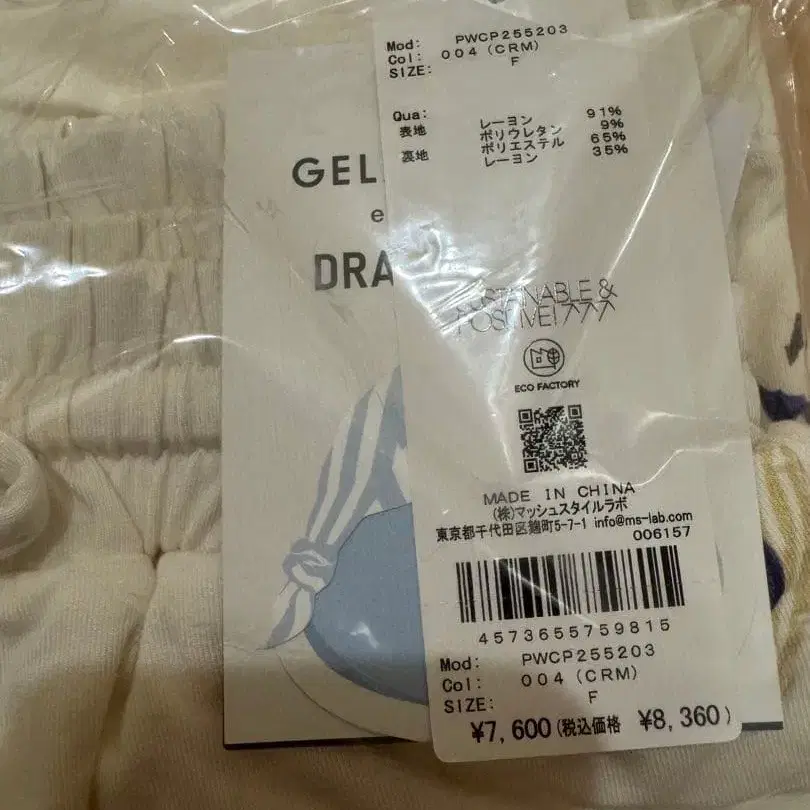 Mod: PWCP255203
Col: 004 (CRM)
SIZE: F
Qua:
表地 レーヨン 91%
ポリウレタン 9%
裏地 ポリエステル 65%
レーヨン 35%
GEL
e
DRA
SUSTAINABLE &
POSITIVE!
ECO FACTORY
MADE IN CHINA
(株)マッシュスタイルラボ
東京都千代田区麹町5-7-1 info@ms-lab.com
006157
4573655759815
Mod: PWCP255203
Col: 004 (CRM)
SIZE: F
¥7,600 (税込価格 ¥8,360)